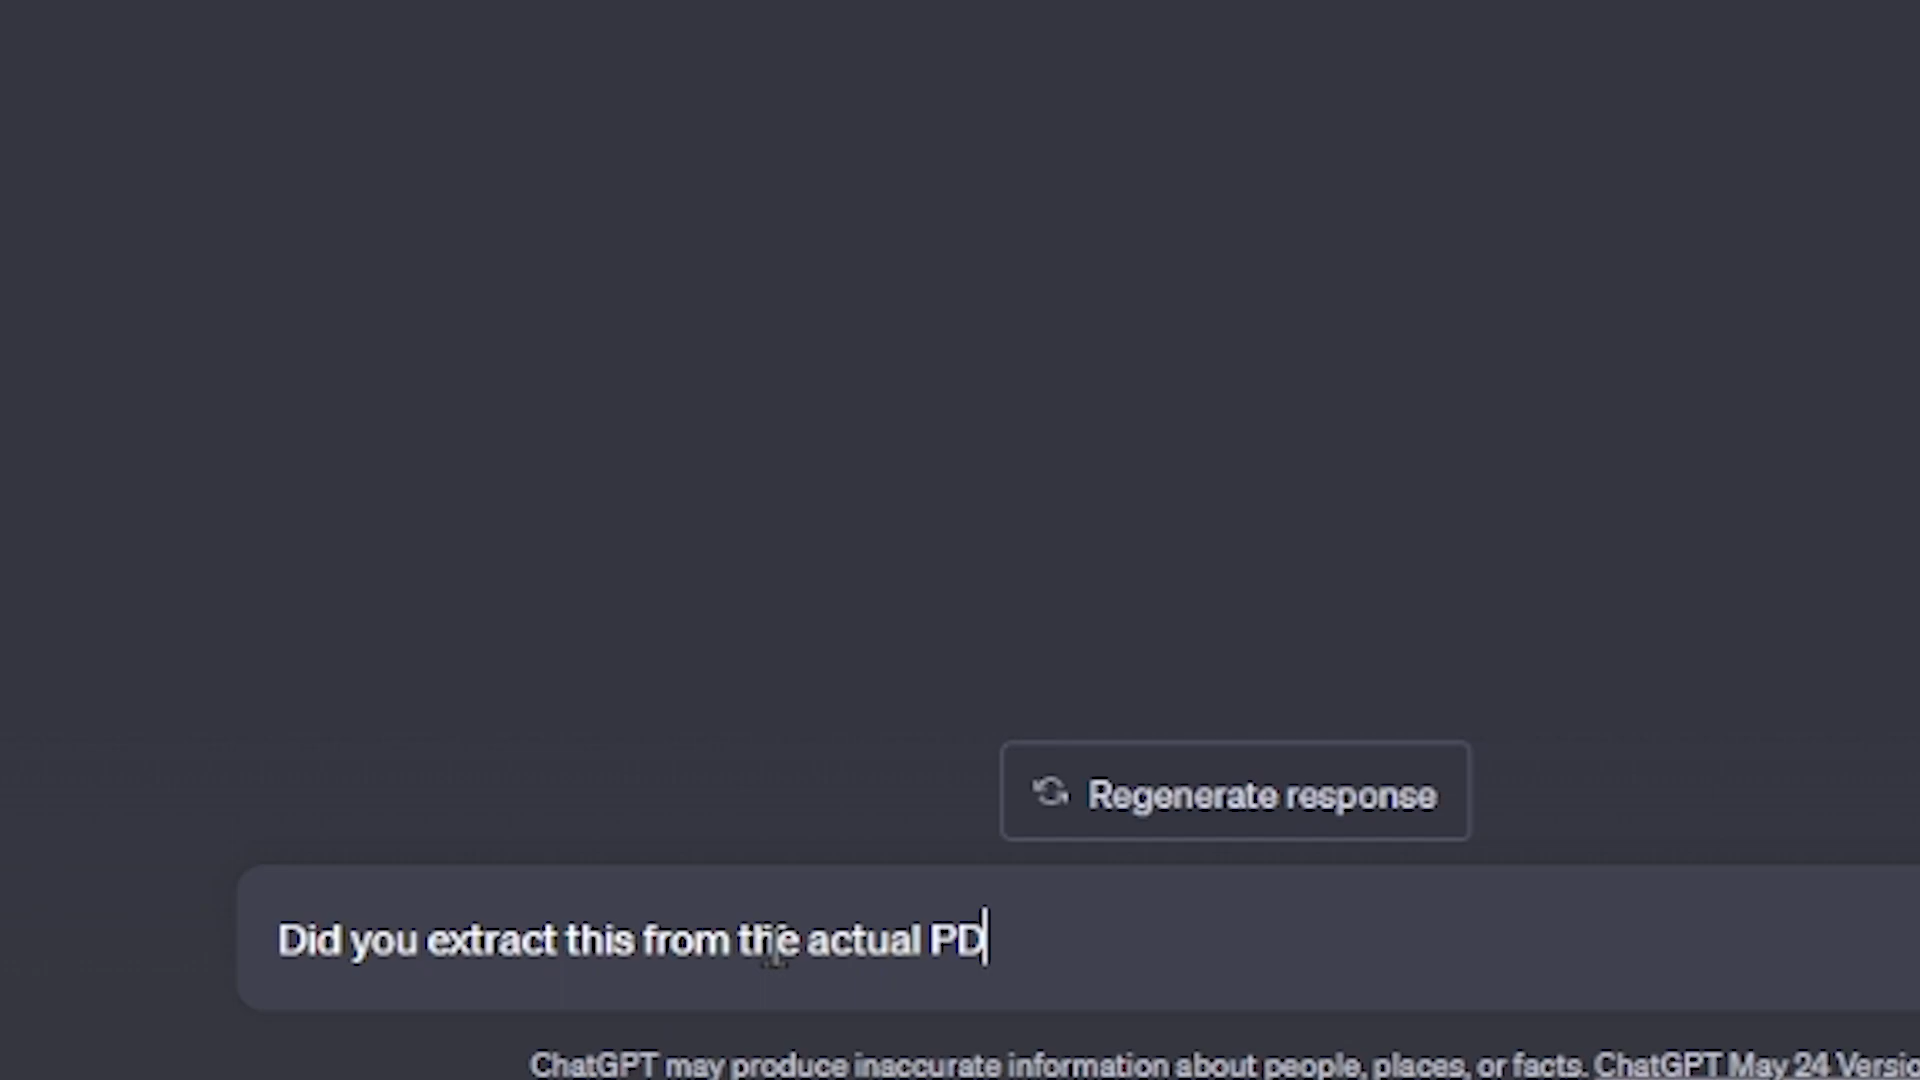 Regenerate response
Did you extract this from the actual PD
ChatGPT may produce inaccurate information about people, places, or facts. ChatGPT May 24 Versio